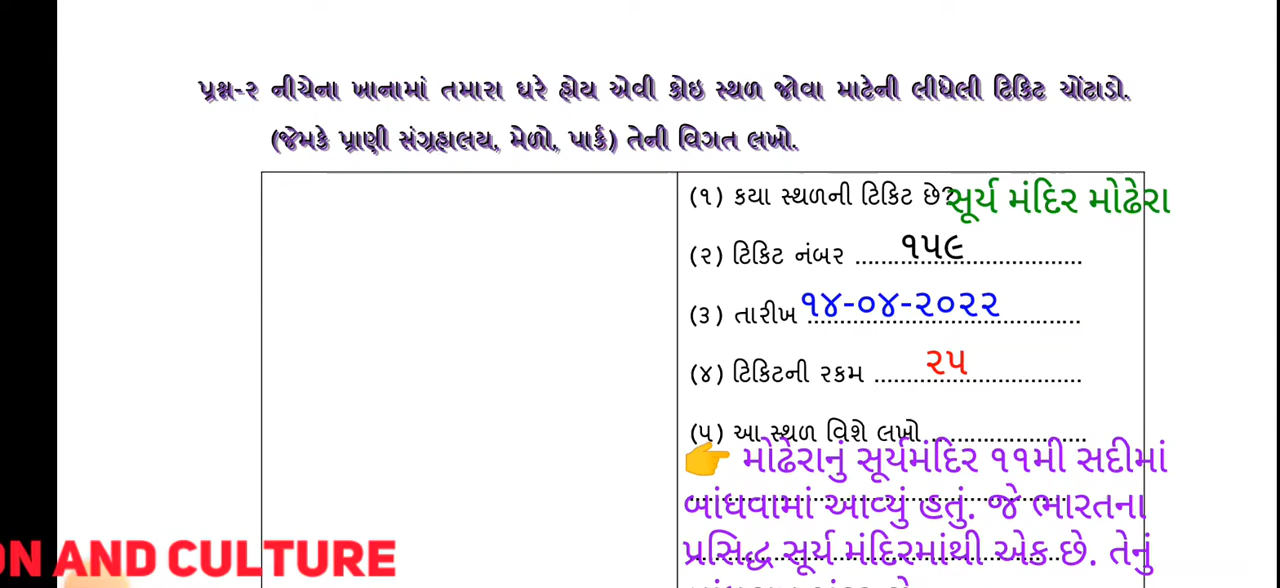 પ્રશ્ન-૨ નીચેના ખાનામાં તમારા ઘરે હોય એવી કોઇ સ્થળ જોવા માટેની લીધેલી ટિકિટ ચોંટાડો.
(જેમકે પ્રાણી સંગ્રહાલય, મેળો, પાર્ક) તેની વિગત લખો.
(૧) કયા સ્થળની ટિકિટ છે? સૂર્ય મંદિર મોઢેરા
(૨) ટિકિટ નંબર ૧૫૯
(૩) તારીખ ૧૪-૦૪-૨૦૨૨
(૪) ટિકિટની રકમ ૨૫
(૫) આ સ્થળ વિશે લખો
👉 મોઢેરાનું સૂર્યમંદિર ૧૧મી સદીમાં
બાંધવામાં આવ્યું હતું. જે ભારતના
પ્રસિદ્ધ સૂર્ય મંદિરમાંથી એક છે. તેનું
ON AND CULTURE